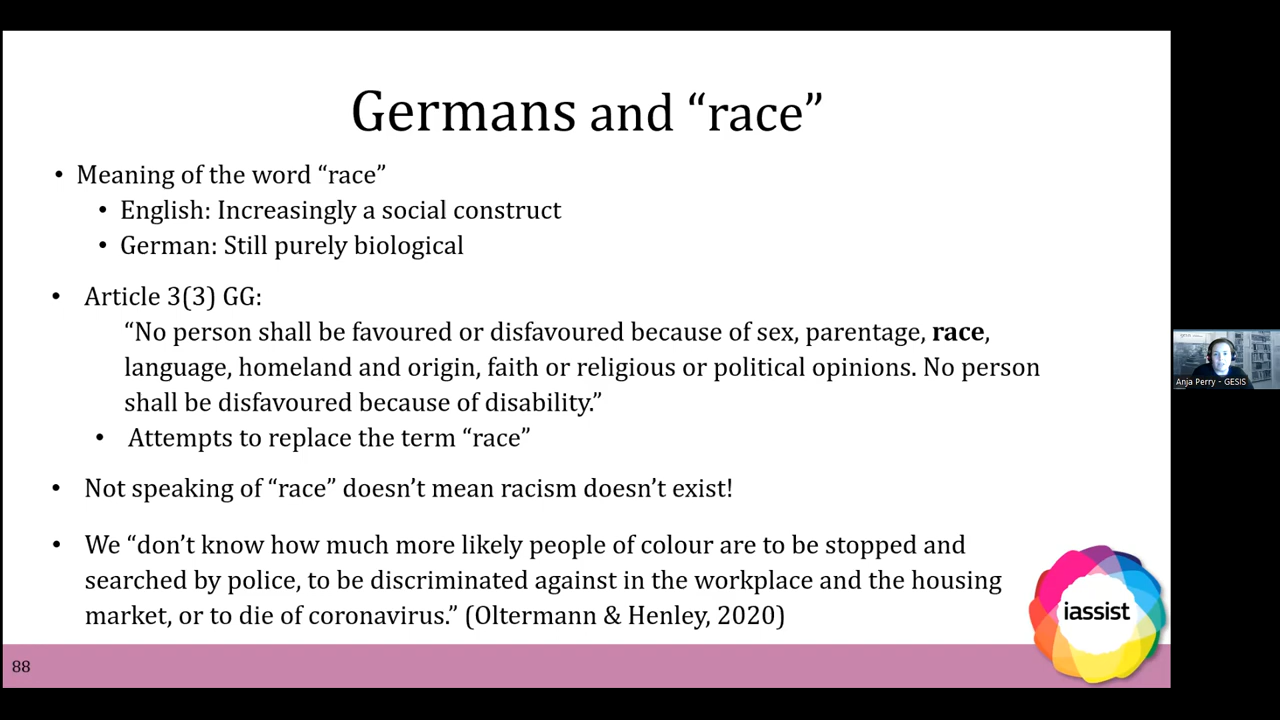 Germans and “race”
• Meaning of the word “race”
• English: Increasingly a social construct
• German: Still purely biological
• Article 3(3) GG:
“No person shall be favoured or disfavoured because of sex, parentage, race,
language, homeland and origin, faith or religious or political opinions. No person
shall be disfavoured because of disability.”
• Attempts to replace the term “race”
• Not speaking of “race” doesn’t mean racism doesn’t exist!
• We “don’t know how much more likely people of colour are to be stopped and
searched by police, to be discriminated against in the workplace and the housing
market, or to die of coronavirus.” (Oltermann & Henley, 2020)
iassist
88
Anja Perry - GESIS